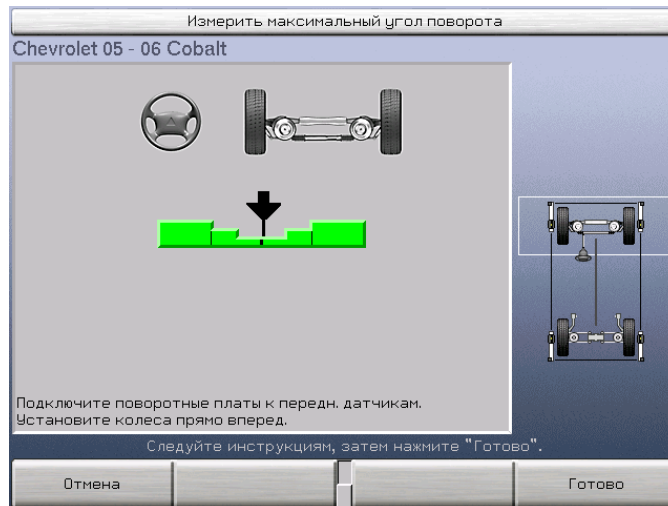 Измерить максимальный угол поворота
Chevrolet 05 - 06 Cobalt
Подключите поворотные платы к передн. датчикам.
Установите колеса прямо вперед.
Следуйте инструкциям, затем нажмите "Готово".
Отмена
Готово